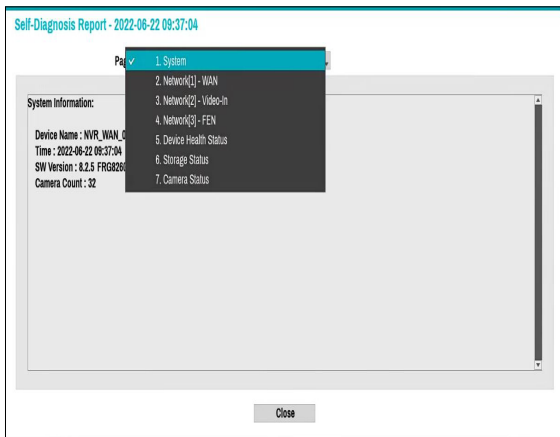 Self-Diagnosis Report - 2022-06-22 09:37:04
1. System
2. Network[1] - WAN
3. Network[2] - Video-In
4. Network[3] - FEN
5. Device Health Status
6. Storage Status
7. Camera Status
System Information:
Device Name : NVR_WAN_0
Time : 2022-06-22 09:37:04
SW Version : 8.2.5 FRG8260
Camera Count : 32
Close